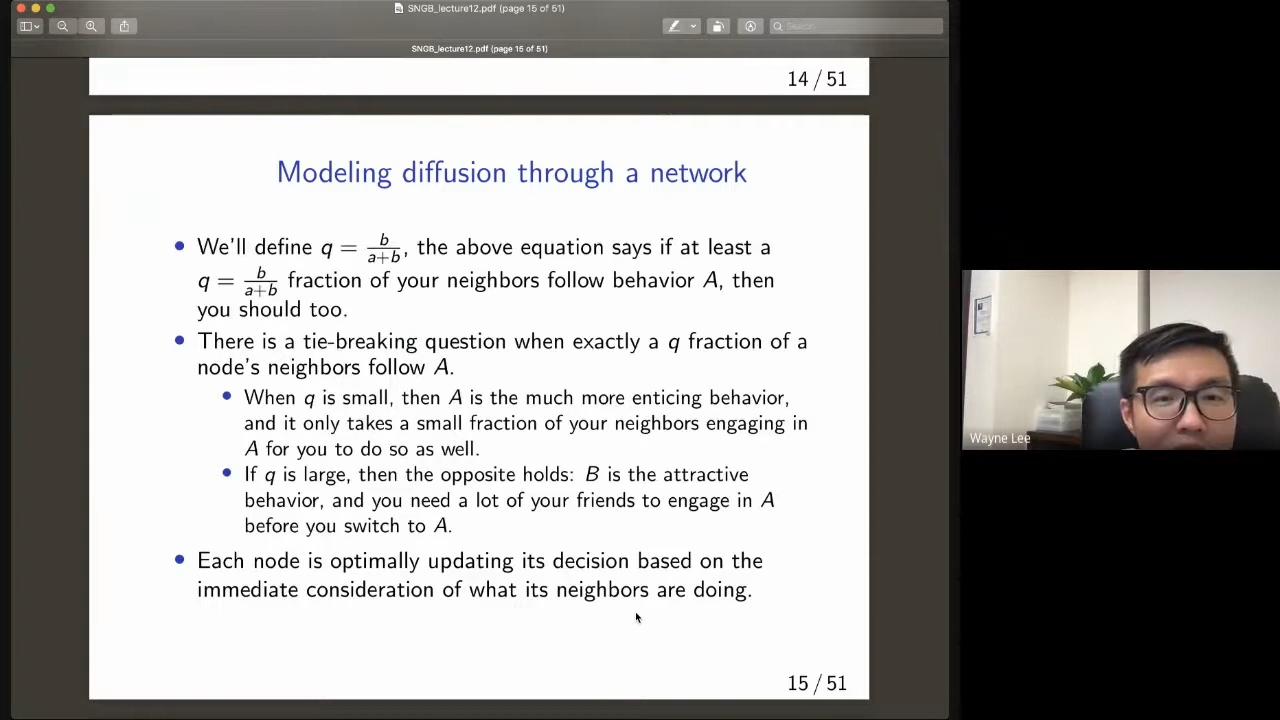 SNGB_lecture12.pdf (page 15 of 51)
Search
SNGB_lecture12.pdf (page 15 of 51)
14 / 51
Modeling diffusion through a network
• We'll define q = b/(a+b), the above equation says if at least a
q = b/(a+b) fraction of your neighbors follow behavior A, then
you should too.
• There is a tie-breaking question when exactly a q fraction of a
node's neighbors follow A.
• When q is small, then A is the much more enticing behavior,
and it only takes a small fraction of your neighbors engaging in
A for you to do so as well.
• If q is large, then the opposite holds: B is the attractive
behavior, and you need a lot of your friends to engage in A
before you switch to A.
• Each node is optimally updating its decision based on the
immediate consideration of what its neighbors are doing.
15 / 51
Wayne Lee